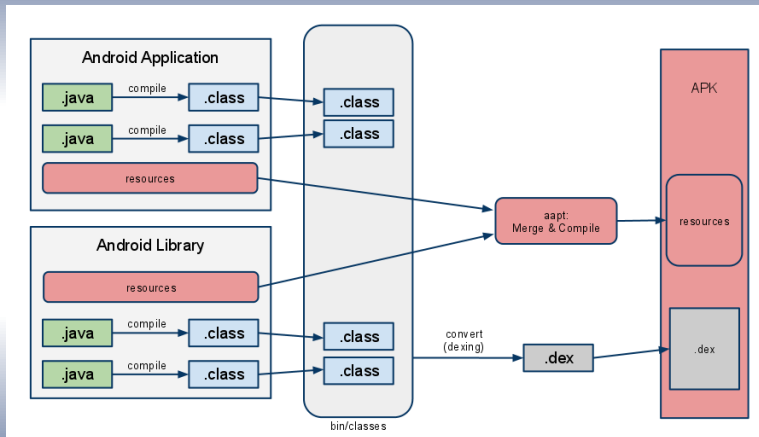 Android Application
.java
compile
.class
.class
.java
compile
.class
.class
resources
Android Library
resources
.java
compile
.class
.class
.java
compile
.class
.class
bin/classes
aapt:
Merge & Compile
convert
(dexing)
.dex
APK
resources
.dex